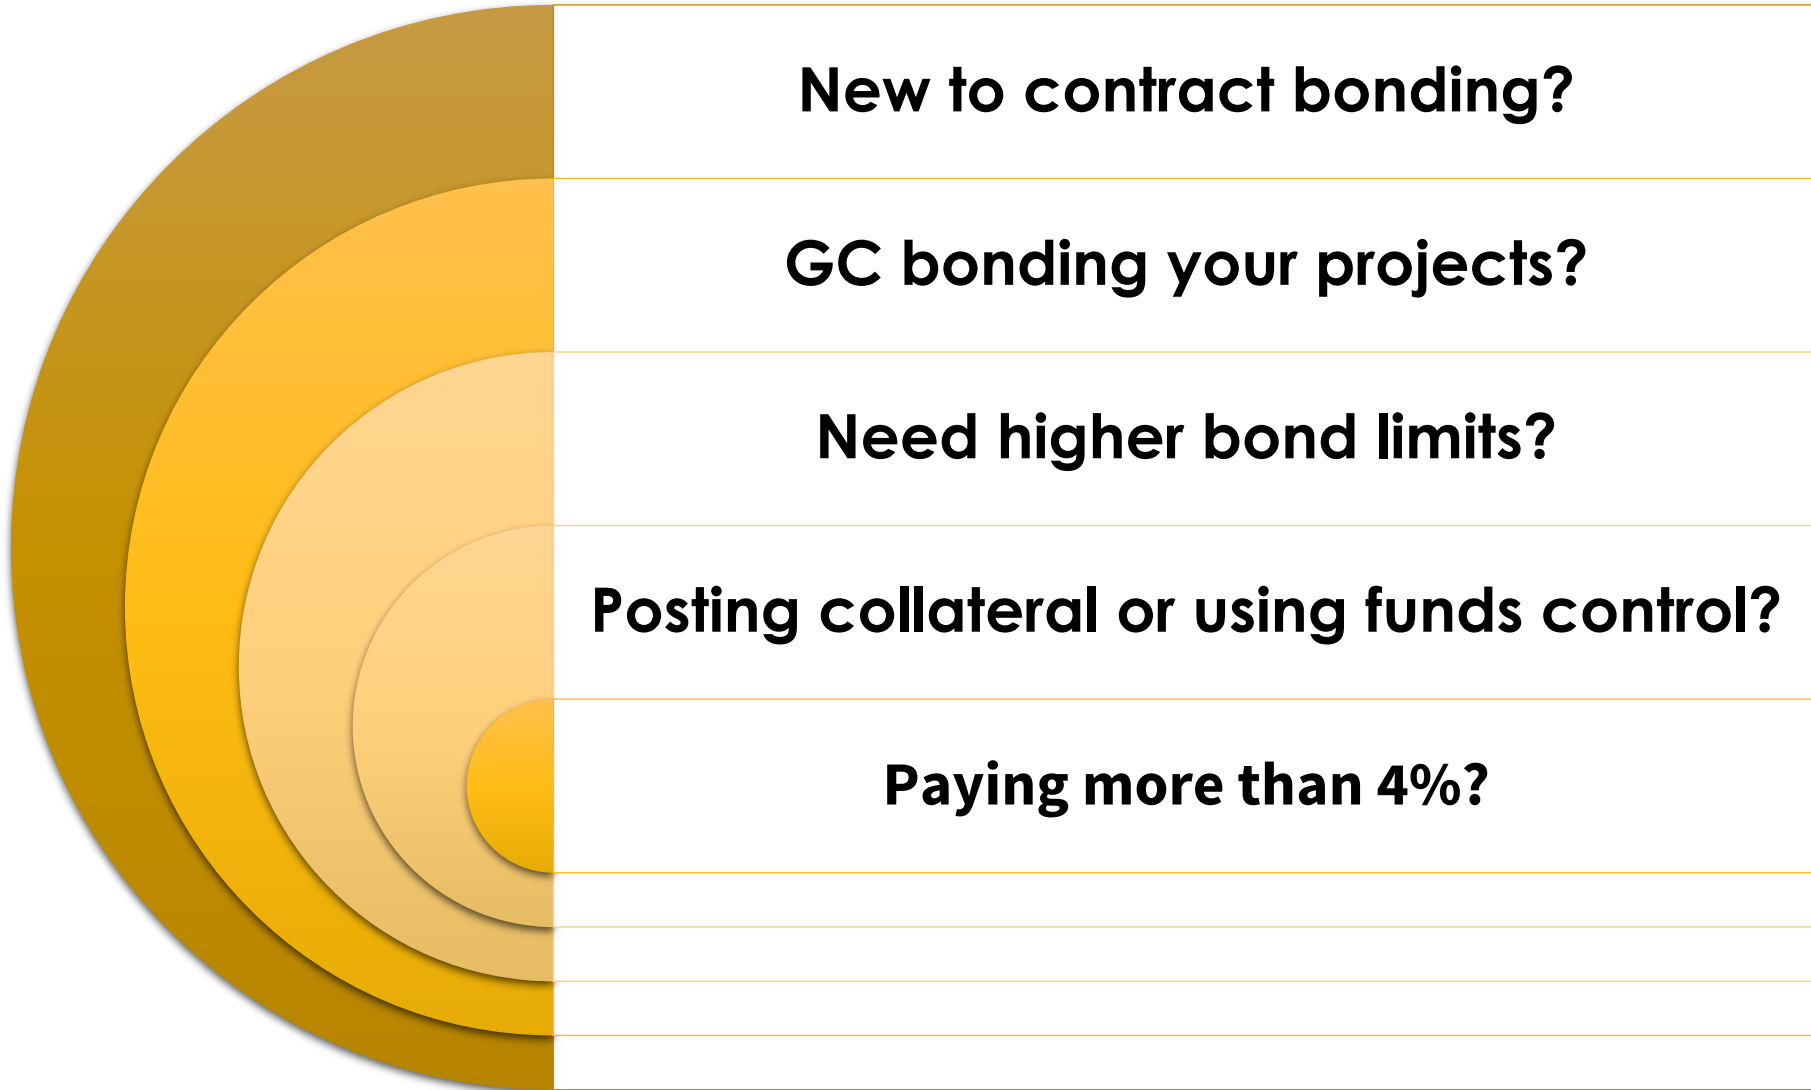 New to contract bonding?
GC bonding your projects?
Need higher bond limits?
Posting collateral or using funds control?
Paying more than 4%?